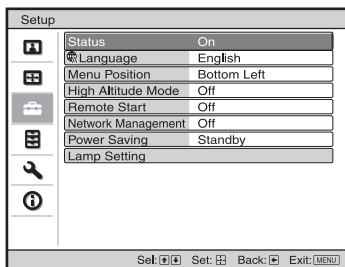 Setup
Status On
Language English
Menu Position Bottom Left
High Altitude Mode Off
Remote Start Off
Network Management Off
Power Saving Standby
Lamp Setting
Sel: Set: Back: Exit: MENU